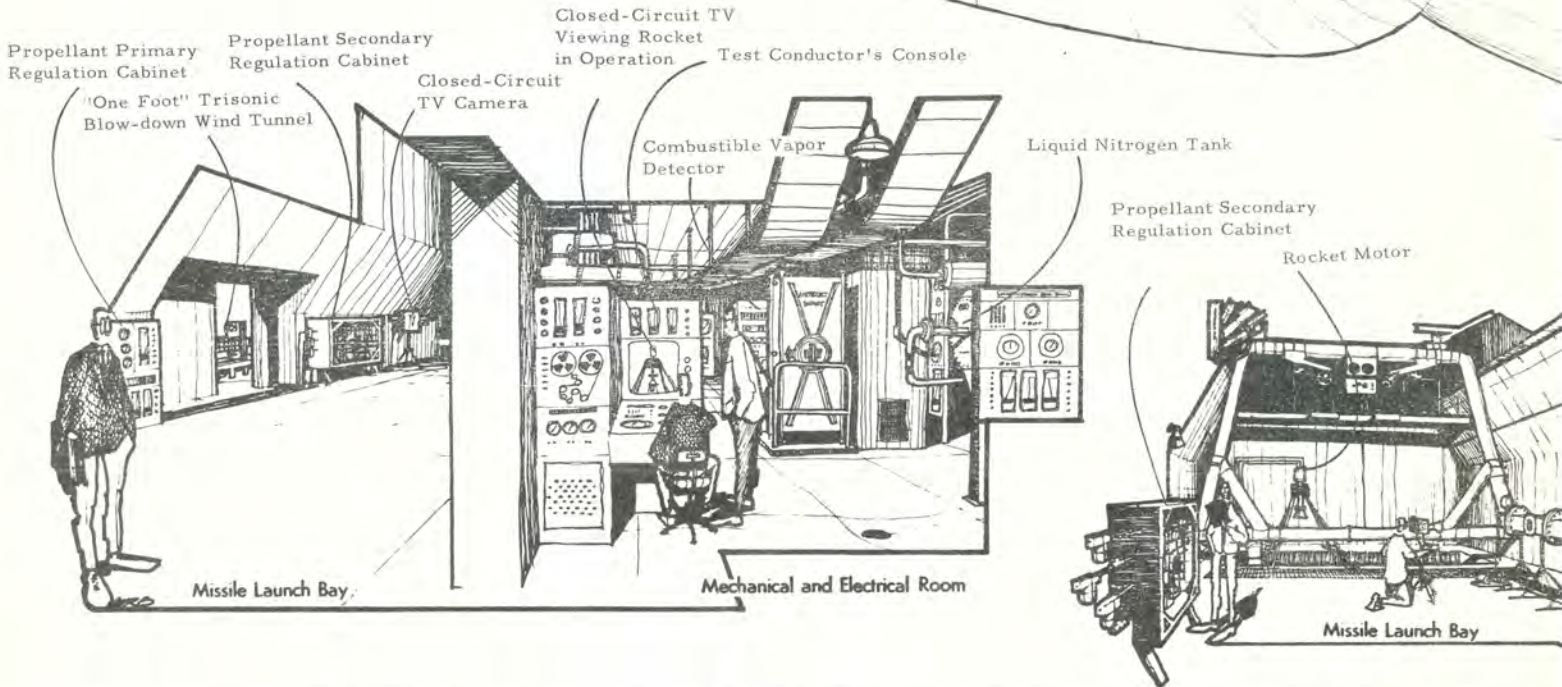 Propellant Primary
Regulation Cabinet
"One Foot" Trisonic
Blow-down Wind Tunnel
Propellant Secondary
Regulation Cabinet
Closed-Circuit
TV Camera
Closed-Circuit TV
Viewing Rocket
in Operation
Test Conductor's Console
Combustible Vapor
Detector
Liquid Nitrogen Tank
Propellant Secondary
Regulation Cabinet
Rocket Motor
Missile Launch Bay
Mechanical and Electrical Room
Missile Launch Bay